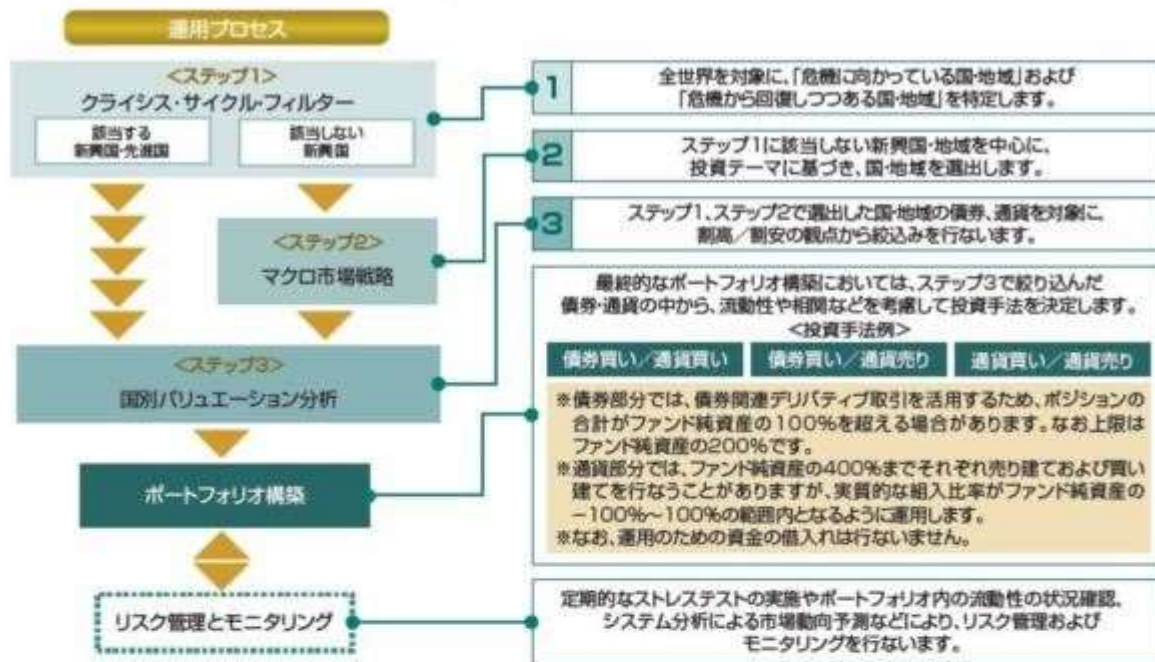 運用プロセス
<ステップ1>
クライシス・サイクル・フィルター
該当する
新興国・先進国
該当しない
新興国
<ステップ2>
マクロ市場戦略
<ステップ3>
国別バリュエーション分析
ポートフォリオ構築
リスク管理とモニタリング
1
全世界を対象に、「危機に向かっている国・地域」および
「危機から回復しつつある国・地域」を特定します。
2
ステップ1に該当しない新興国・地域を中心に、
投資テーマに基づき、国・地域を選出します。
3
ステップ1、ステップ2で選出した国・地域の債券、通貨を対象に、
割高/割安の観点から絞込みを行ないます。
最終的なポートフォリオ構築においては、ステップ3で絞り込んだ
債券・通貨の中から、流動性や相関などを考慮して投資手法を決定します。
<投資手法例>
債券買い/通貨買い
債券買い/通貨売り
通貨買い/通貨売り
※債券部分では、債券関連デリバティブ取引を活用するため、ポジションの
合計がファンド純資産の100%を超える場合があります。なお上限は
ファンド純資産の200%です。
※通貨部分では、ファンド純資産の400%までそれぞれ売り建ておよび買い
建てを行なうことがありますが、実質的な組入比率がファンド純資産の
-100%~100%の範囲内となるように運用します。
※なお、運用のための資金の借入れは行ないません。
定期的なストレステストの実施やポートフォリオ内の流動性の状況確認、
システム分析による市場動向予測などにより、リスク管理および
モニタリングを行ないます。